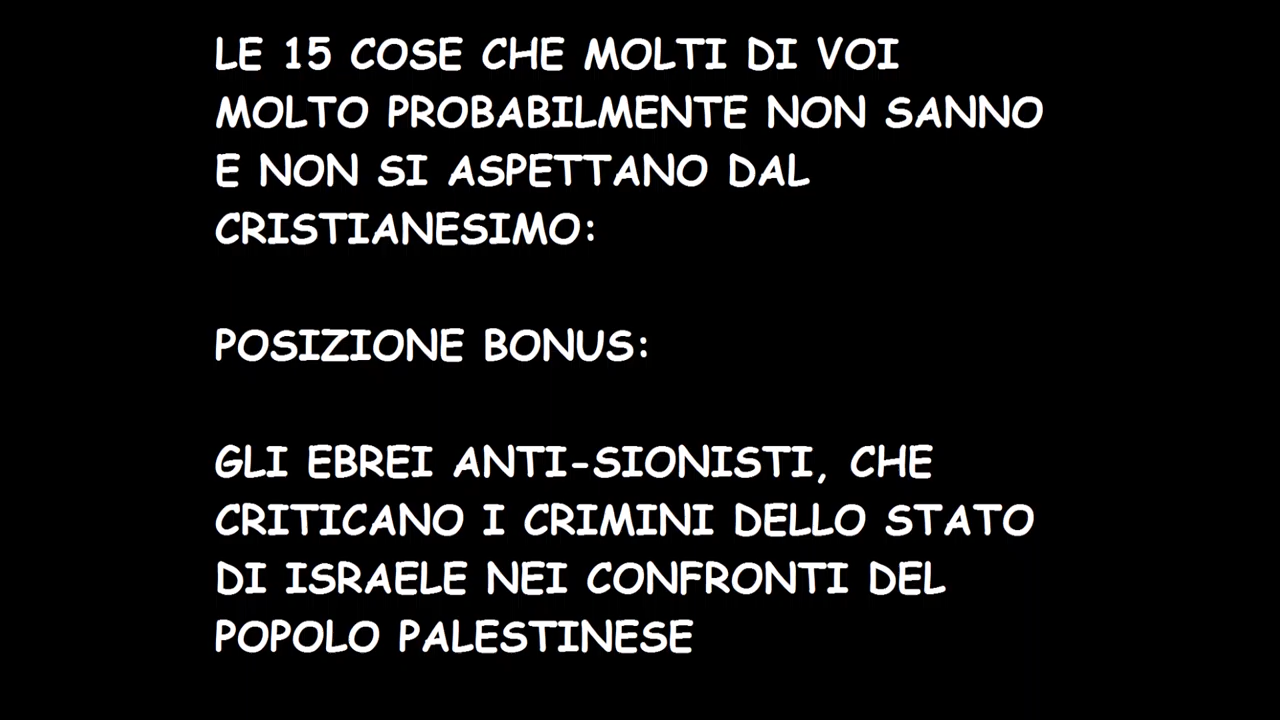 LE 15 COSE CHE MOLTI DI VOI
MOLTO PROBABILMENTE NON SANNO
E NON SI ASPETTANO DAL
CRISTIANESIMO:
POSIZIONE BONUS:
GLI EBREI ANTI-SIONISTI, CHE
CRITICANO I CRIMINI DELLO STATO
DI ISRAELE NEI CONFRONTI DEL
POPOLO PALESTINESE